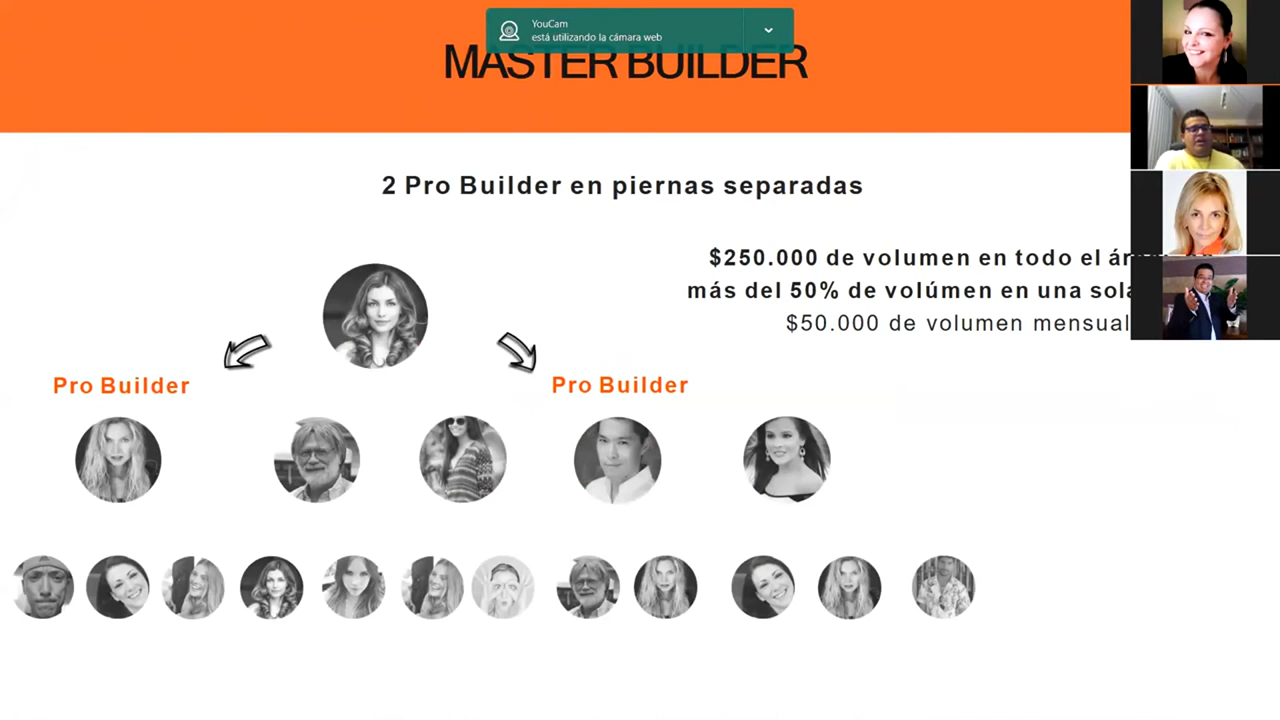 YouCam
está utilizando la cámara web
MASTER BUILDER
2 Pro Builder en piernas separadas
$250.000 de volumen en todo el
más del 50% de volúmen en una
$50.000 de volumen mensual
Pro Builder
Pro Builder